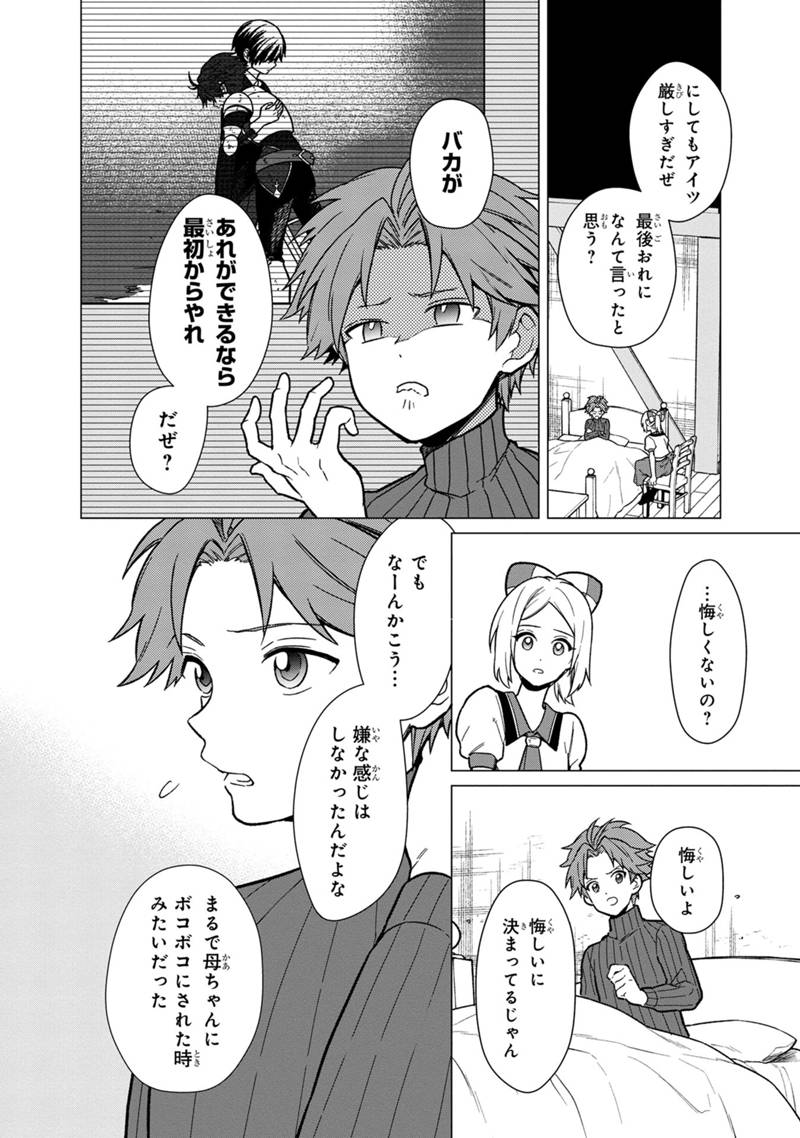 にしてもアイツ
厳しすぎだぜ
最後おれに
なんて言ったと
思う？
バカが
あれができるなら
最初からやれ
だぜ？
…悔しくないの？
悔しいよ
悔しいに
決まってるじゃん
でも
なーんかこう…
嫌な感じは
しなかったんだよな
まるで母ちゃんに
ボコボコにされた時
みたいだった